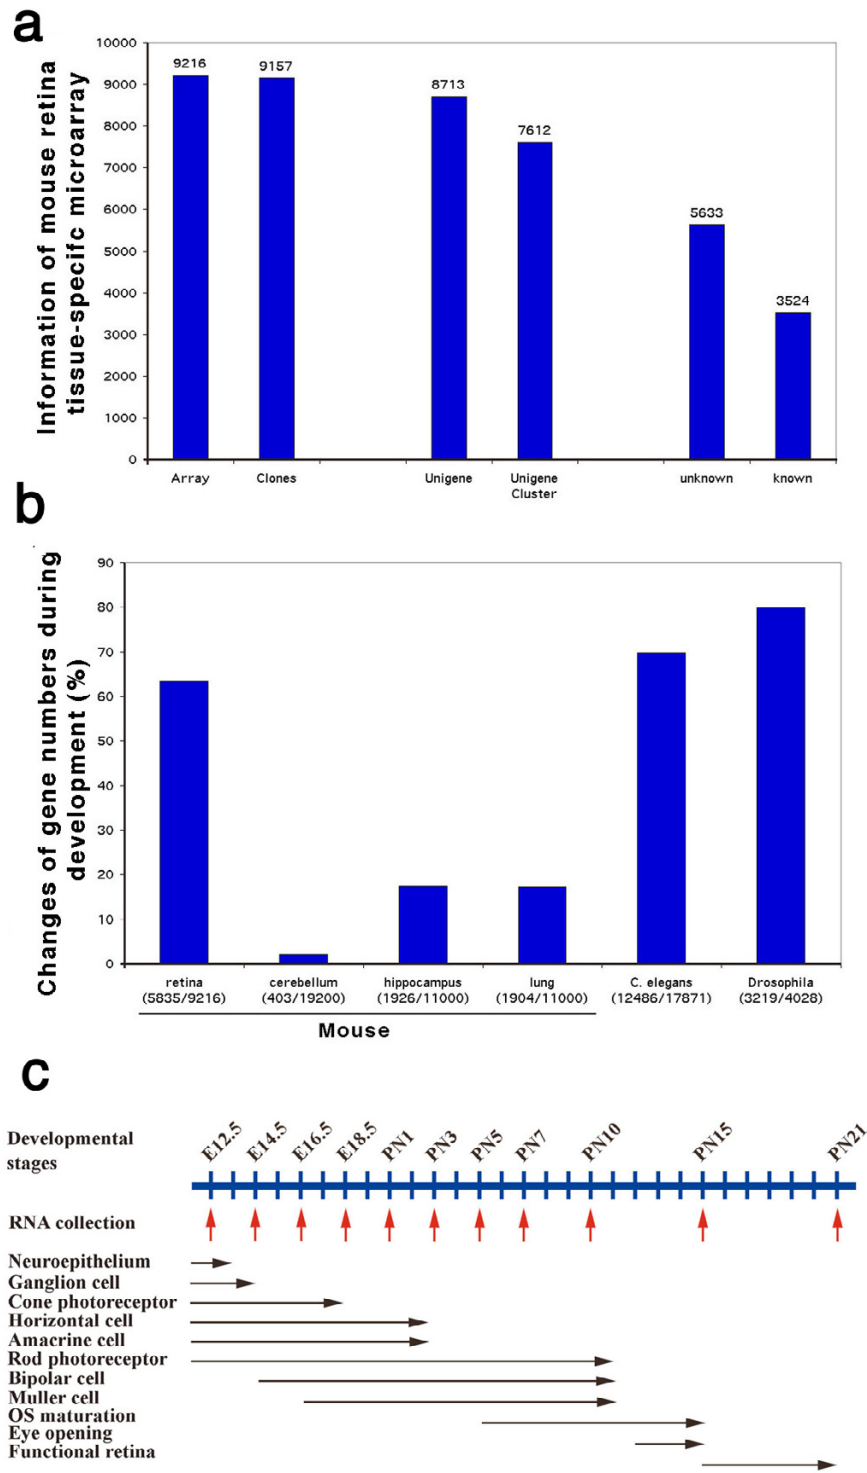 a
Information of mouse retina
tissue-specifc microarray
10000
9000
8000
7000
6000
5000
4000
3000
2000
1000
0
9216
9157
8713
7612
5633
3524
Array
Clones
Unigene
Unigene
Cluster
unknown
known
b
Changes of gene numbers during
development (%)
90
80
70
60
50
40
30
20
10
0
retina
(5835/9216)
cerebellum
(403/19200)
hippocampus
(1926/11000)
lung
(1904/11000)
C. elegans
(12486/17871)
Drosophila
(3219/4028)
Mouse
c
Developmental
stages
E12.5
E14.5
E16.5
E18.5
PN1
PN3
PN5
PN7
PN10
PN15
PN21
RNA collection
Neuroepithelium
Ganglion cell
Cone photoreceptor
Horizontal cell
Amacrine cell
Rod photoreceptor
Bipolar cell
Muller cell
OS maturation
Eye opening
Functional retina